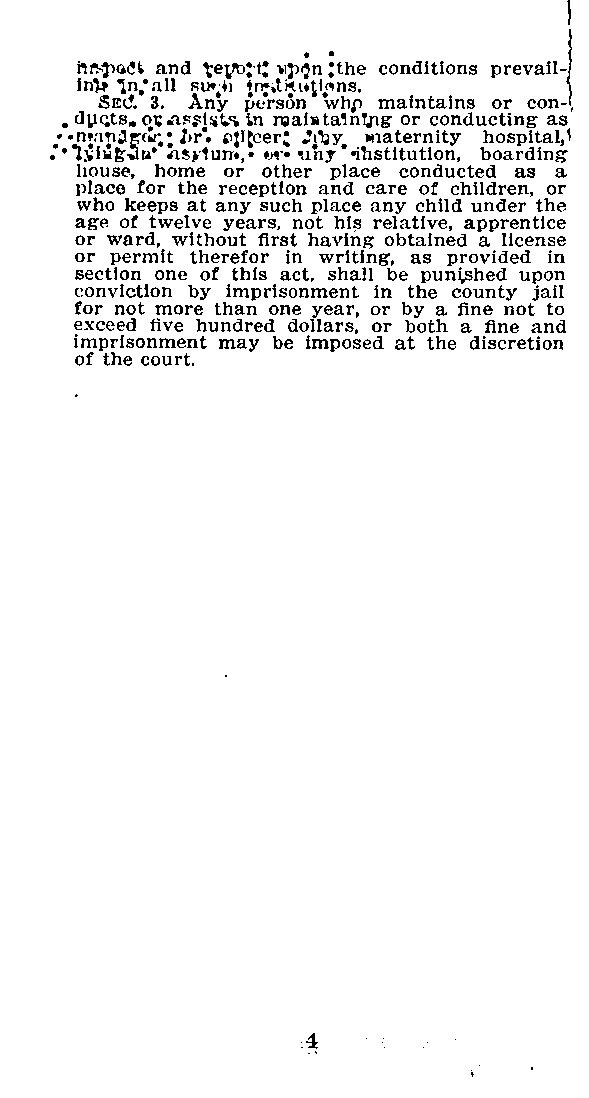 inspect and report upon the conditions prevail-
ing in all such institutions.
SEC. 3. Any person who maintains or con-
ducts, or assists in maintaining or conducting as
manager or officer, any maternity hospital,
lying-in asylum, or any institution, boarding
house, home or other place conducted as a
place for the reception and care of children, or
who keeps at any such place any child under the
age of twelve years, not his relative, apprentice
or ward, without first having obtained a license
or permit therefor in writing, as provided in
section one of this act, shall be punished upon
conviction by imprisonment in the county jail
for not more than one year, or by a fine not to
exceed five hundred dollars, or both a fine and
imprisonment may be imposed at the discretion
of the court.
4